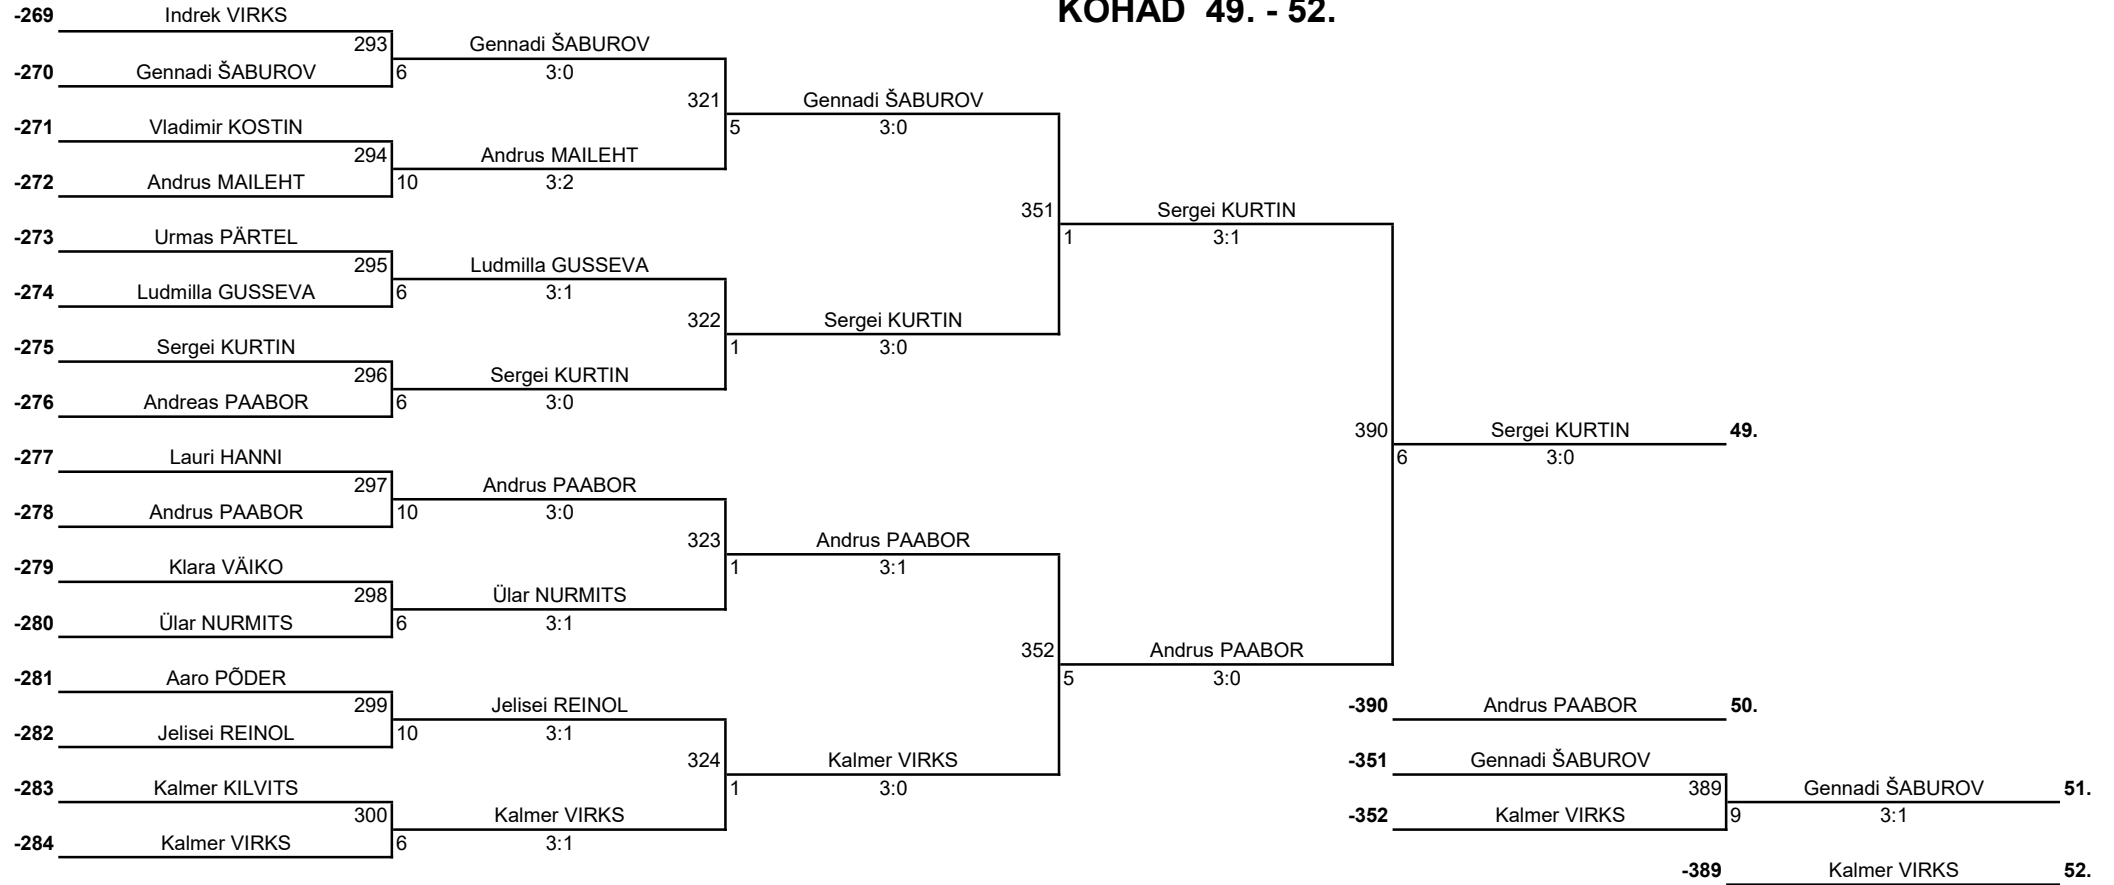 KOHAD 49. - 52.
-269 Indrek VIRKS
293 Gennadi ŠABUROV
-270 Gennadi ŠABUROV 6 3:0
321 Gennadi ŠABUROV
-271 Vladimir KOSTIN 5 3:0
294 Andrus MAILEHT
-272 Andrus MAILEHT 10 3:2
351 Sergei KURTIN
-273 Urmas PÄRTEL 1 3:1
295 Ludmilla GUSSEVA
-274 Ludmilla GUSSEVA 6 3:1
322 Sergei KURTIN
-275 Sergei KURTIN 1 3:0
296 Sergei KURTIN
-276 Andreas PAABOR 6 3:0
390 Sergei KURTIN 49.
-277 Lauri HANNI 6 3:0
297 Andrus PAABOR
-278 Andrus PAABOR 10 3:0
323 Andrus PAABOR
-279 Klara VÄIKO 1 3:1
298 Ülar NURMITS
-280 Ülar NURMITS 6 3:1
352 Andrus PAABOR
-281 Aaro PÕDER 5 3:0
299 Jelisei REINOL -390 Andrus PAABOR 50.
-282 Jelisei REINOL 10 3:1
324 Kalmer VIRKS -351 Gennadi ŠABUROV
-283 Kalmer KILVITS 1 3:0 389 Gennadi ŠABUROV 51.
300 Kalmer VIRKS -352 Kalmer VIRKS 9 3:1
-284 Kalmer VIRKS 6 3:1
-389 Kalmer VIRKS 52.